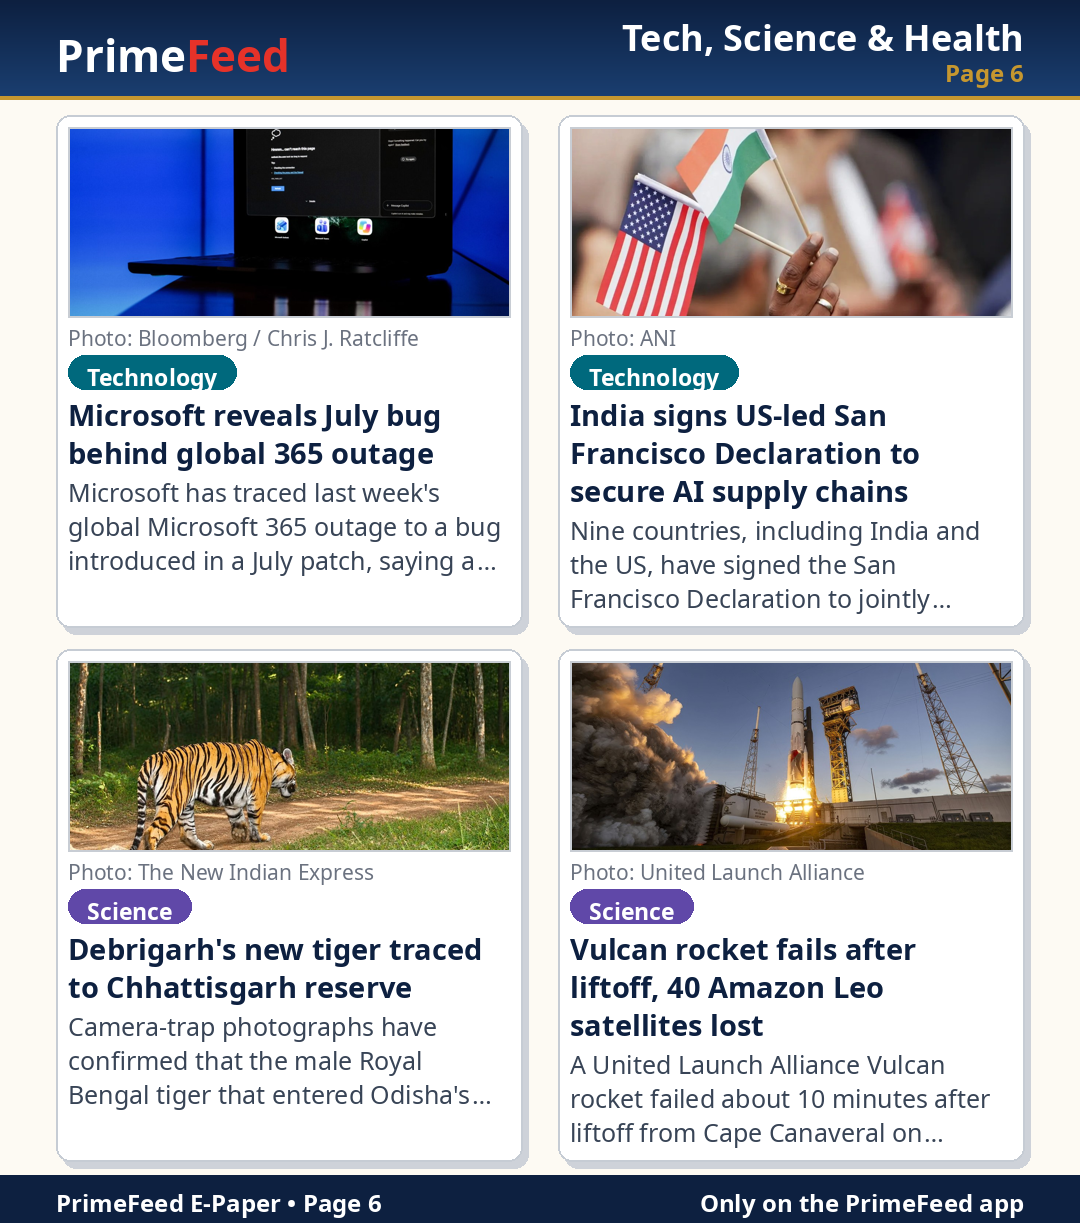 PrimeFeed
Tech, Science & Health
Page 6
Photo: Bloomberg / Chris J. Ratcliffe
Technology
Microsoft reveals July bug
behind global 365 outage
Microsoft has traced last week's
global Microsoft 365 outage to a bug
introduced in a July patch, saying a...
Photo: ANI
Technology
India signs US-led San
Francisco Declaration to
secure AI supply chains
Nine countries, including India and
the US, have signed the San
Francisco Declaration to jointly...
Photo: The New Indian Express
Science
Debrigarh's new tiger traced
to Chhattisgarh reserve
Camera-trap photographs have
confirmed that the male Royal
Bengal tiger that entered Odisha's...
Photo: United Launch Alliance
Science
Vulcan rocket fails after
liftoff, 40 Amazon Leo
satellites lost
A United Launch Alliance Vulcan
rocket failed about 10 minutes after
liftoff from Cape Canaveral on...
PrimeFeed E-Paper • Page 6
Only on the PrimeFeed app